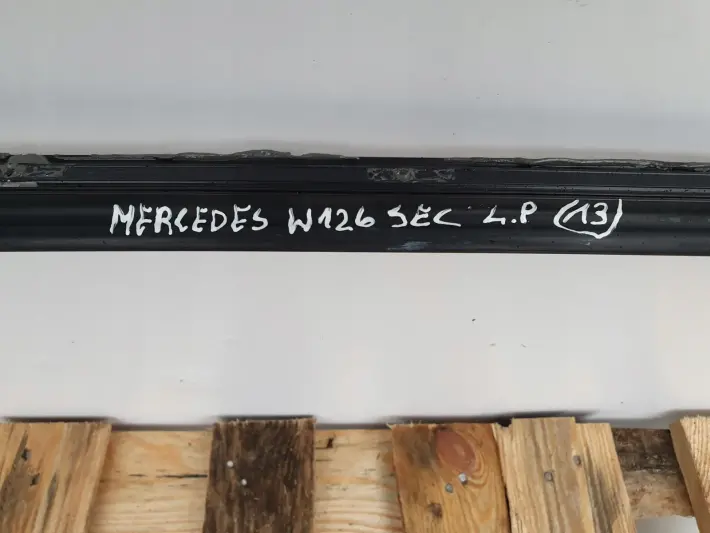 MERCEDES W126 SEC L.P (13)